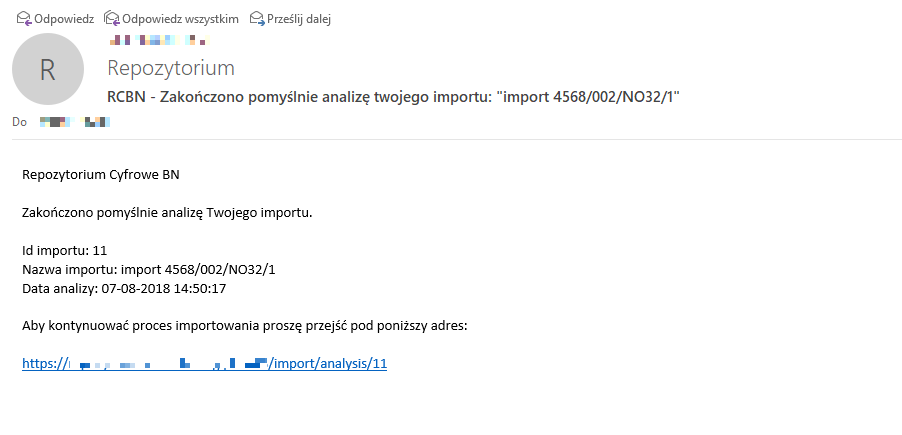 Odpowiedz Odpowiedz wszystkim Prześlij dalej
R
Repozytorium
RCBN - Zakończono pomyślnie analizę twojego importu: "import 4568/002/NO32/1"
Do
Repozytorium Cyfrowe BN
Zakończono pomyślnie analizę Twojego importu.
Id importu: 11
Nazwa importu: import 4568/002/NO32/1
Data analizy: 07-08-2018 14:50:17
Aby kontynuować proces importowania proszę przejść pod poniższy adres:
https:// /import/analysis/11